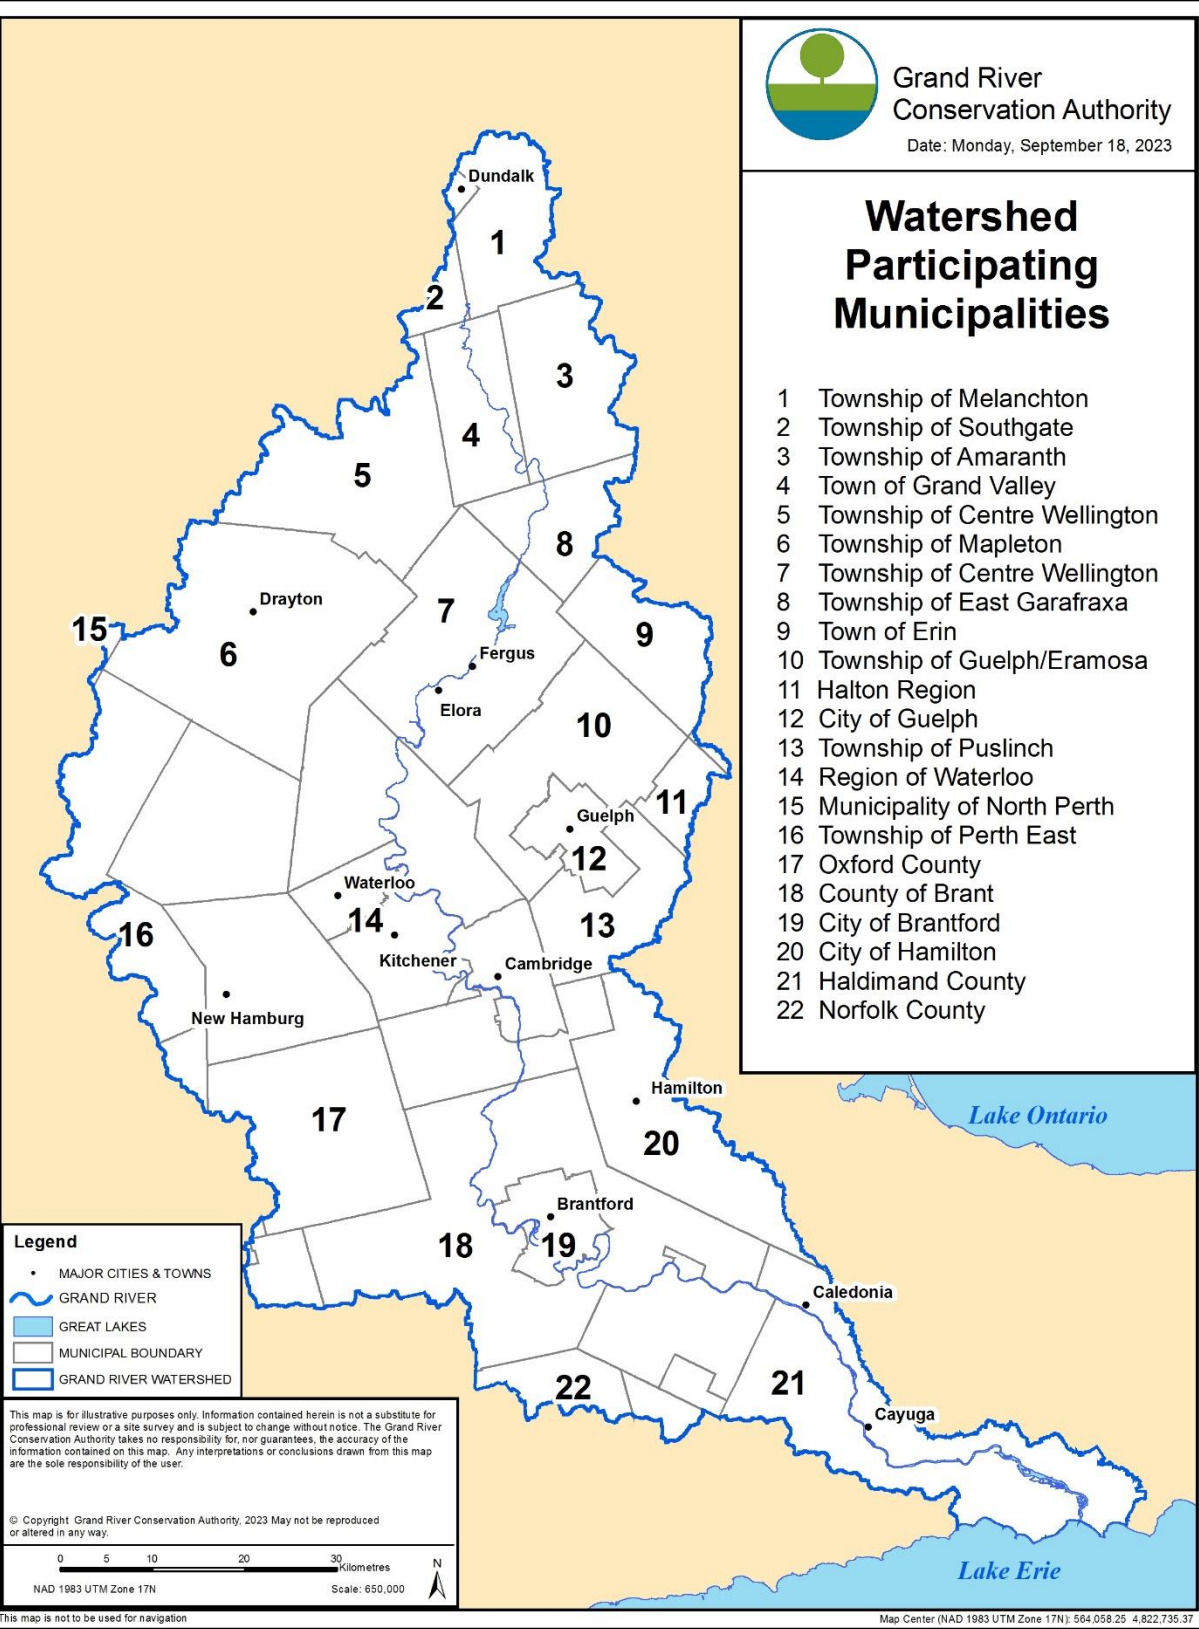 Grand River
Conservation Authority
Date: Monday, September 18, 2023
Watershed
Participating
Municipalities
1 Township of Melanchton
2 Township of Southgate
3 Township of Amaranth
4 Town of Grand Valley
5 Township of Centre Wellington
6 Township of Mapleton
7 Township of Centre Wellington
8 Township of East Garafraxa
9 Town of Erin
10 Township of Guelph/Eramosa
11 Halton Region
12 City of Guelph
13 Township of Puslinch
14 Region of Waterloo
15 Municipality of North Perth
16 Township of Perth East
17 Oxford County
18 County of Brant
19 City of Brantford
20 City of Hamilton
21 Haldimand County
22 Norfolk County
Dundalk
1
2
3
4
5
8
Drayton
7
15
9
6
Fergus
Elora
10
11
Guelph
12
Waterloo
14
13
16
Kitchener
Cambridge
New Hamburg
Hamilton
Lake Ontario
17
20
Brantford
18
19
Caledonia
21
22
Cayuga
Lake Erie
Legend
MAJOR CITIES & TOWNS
GRAND RIVER
GREAT LAKES
MUNICIPAL BOUNDARY
GRAND RIVER WATERSHED
This map is for illustrative purposes only. Information contained herein is not a substitute for
professional review or a site survey and is subject to change without notice. The Grand River
Conservation Authority takes no responsibility for, nor guarantees, the accuracy of the
information contained on this map. Any interpretations or conclusions drawn from this map
are the sole responsibility of the user.
© Copyright Grand River Conservation Authority, 2023 May not be reproduced
or altered in any way.
0 5 10 20 30
Kilometres
N
NAD 1983 UTM Zone 17N Scale: 650,000
This map is not to be used for navigation
Map Center (NAD 1983 UTM Zone 17N): 564,058.25 4,822,735.37